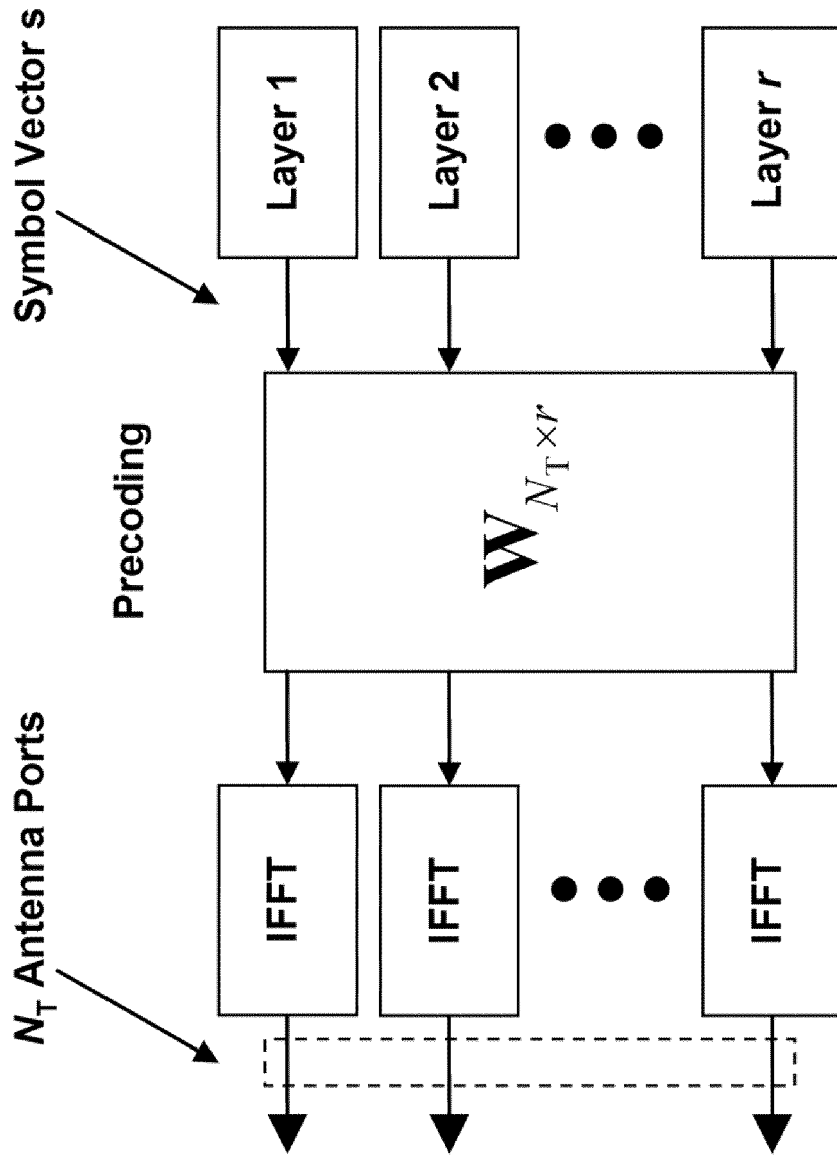 Symbol Vector s
Layer 1
Layer 2
Layer r
Precoding
W_{N_T×r}
N_T Antenna Ports
IFFT
IFFT
IFFT